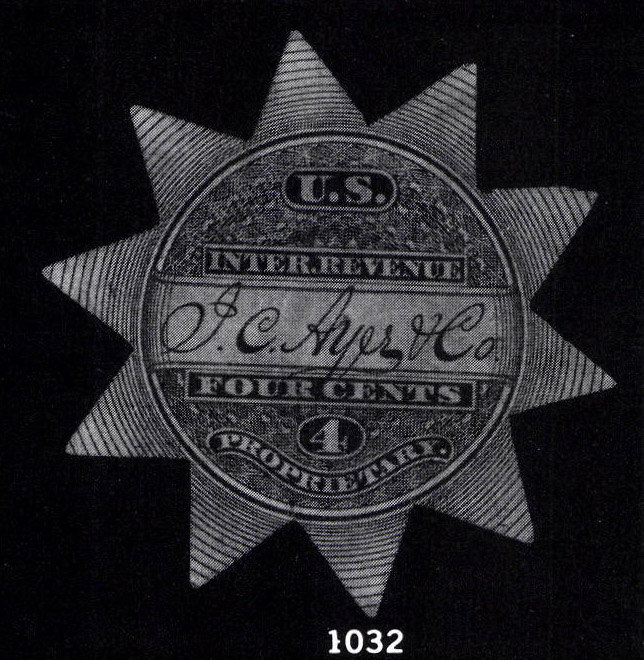 U.S.
INTER.REVENUE
J.C. Ayer & Co.
FOUR CENTS
4
PROPRIETARY.
1032